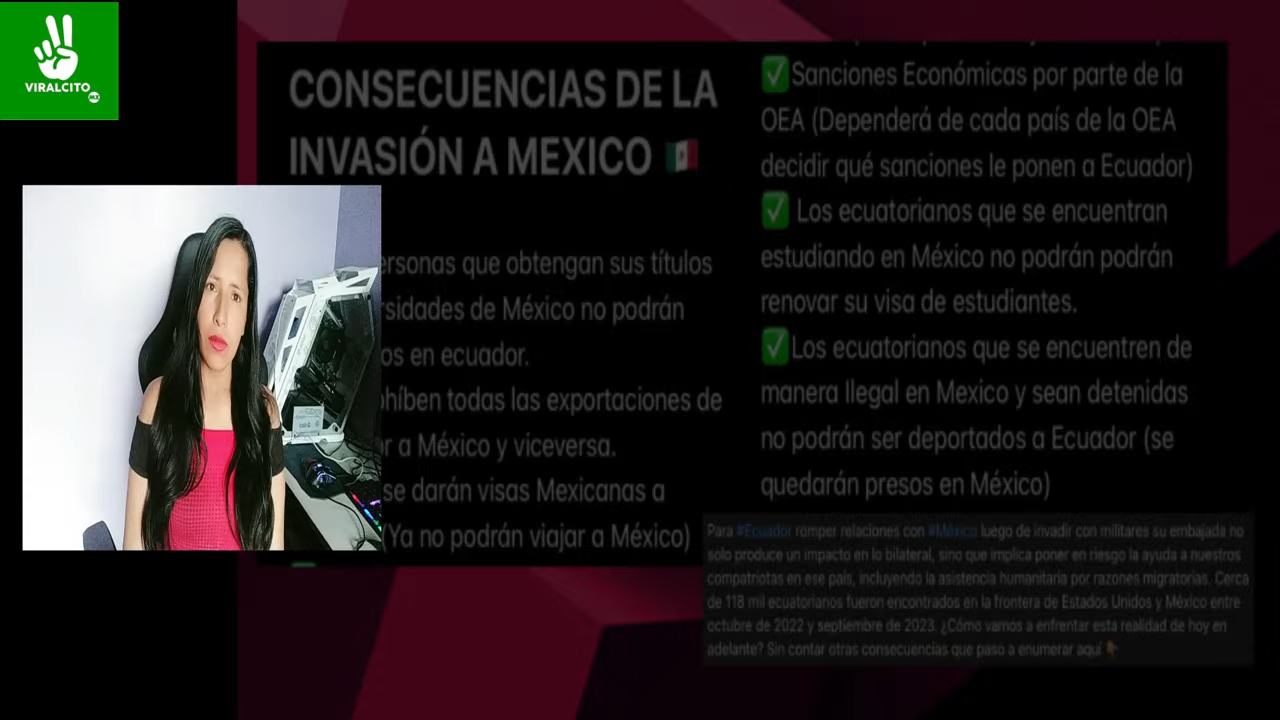 VIRALCITO
MX
CONSECUENCIAS DE LA
INVASIÓN A MEXICO
ersonas que obtengan sus títulos
rsidades de México no podrán
os en ecuador.
híben todas las exportaciones de
r a México y viceversa.
se darán visas Mexicanas a
(Ya no podrán viajar a México)
Sanciones Económicas por parte de la
OEA (Dependerá de cada país de la OEA
decidir qué sanciones le ponen a Ecuador)
Los ecuatorianos que se encuentran
estudiando en México no podrán podrán
renovar su visa de estudiantes.
Los ecuatorianos que se encuentren de
manera Ilegal en Mexico y sean detenidas
no podrán ser deportados a Ecuador (se
quedarán presos en México)
Para #Ecuador romper relaciones con #México luego de invadir con militares su embajada no
solo produce un impacto en lo bilateral, sino que implica poner en riesgo la ayuda a nuestros
compatriotas en ese país, incluyendo la asistencia humanitaria por razones migratorias. Cerca
de 118 mil ecuatorianos fueron encontrados en la frontera de Estados Unidos y México entre
octubre de 2022 y septiembre de 2023. ¿Cómo vamos a enfrentar esta realidad de hoy en
adelante? Sin contar otras consecuencias que paso a enumerar aquí